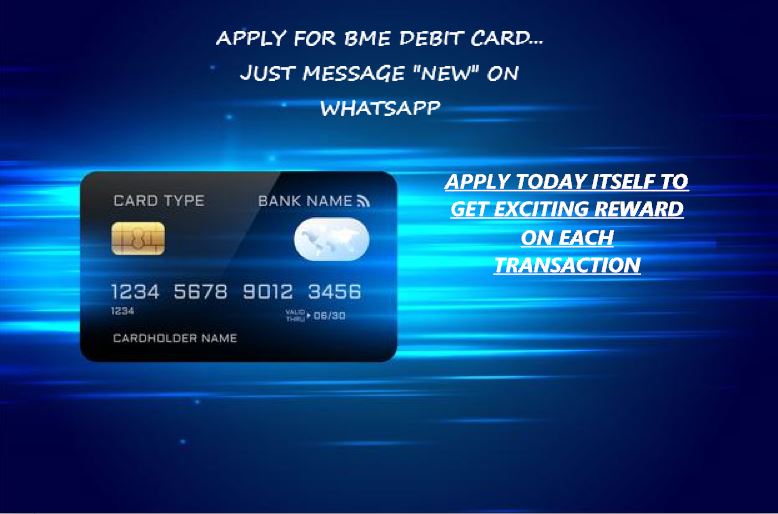 APPLY FOR BME DEBIT CARD...
JUST MESSAGE "NEW" ON
WHATSAPP
APPLY TODAY ITSELF TO
GET EXCITING REWARD
ON EACH
TRANSACTION
CARD TYPE BANK NAME
1234 5678 9012 3456
1234 VALID THRU 06/30
CARDHOLDER NAME